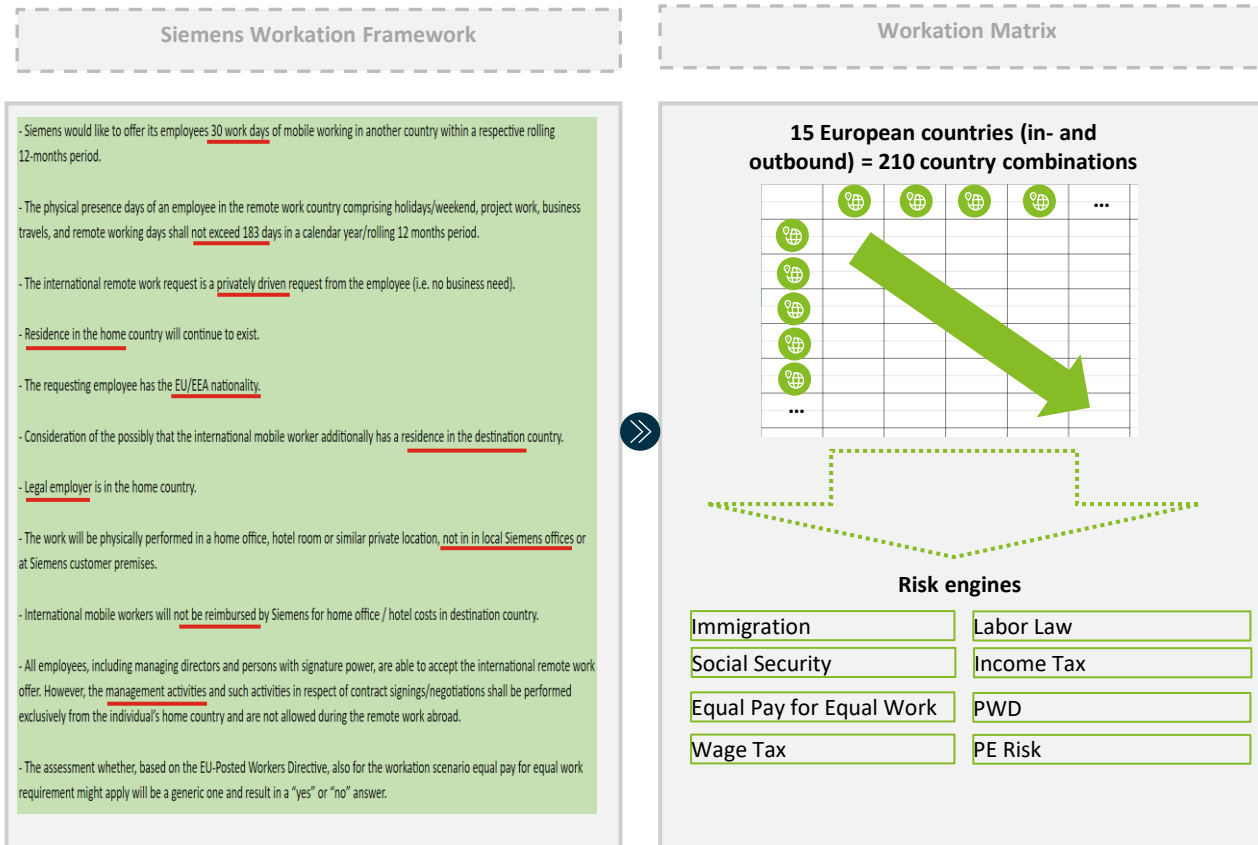 Siemens Workation Framework
- Siemens would like to offer its employees 30 work days of mobile working in another country within a respective rolling
12-months period.
- The physical presence days of an employee in the remote work country comprising holidays/weekend, project work, business
travels, and remote working days shall not exceed 183 days in a calendar year/rolling 12 months period.
- The international remote work request is a privately driven request from the employee (i.e. no business need).
- Residence in the home country will continue to exist.
- The requesting employee has the EU/EEA nationality.
- Consideration of the possibly that the international mobile worker additionally has a residence in the destination country.
- Legal employer is in the home country.
- The work will be physically performed in a home office, hotel room or similar private location, not in in local Siemens offices or
at Siemens customer premises.
- International mobile workers will not be reimbursed by Siemens for home office / hotel costs in destination country.
- All employees, including managing directors and persons with signature power, are able to accept the international remote work
offer. However, the management activities and such activities in respect of contract signings/negotiations shall be performed
exclusively from the individual's home country and are not allowed during the remote work abroad.
- The assessment whether, based on the EU-Posted Workers Directive, also for the workation scenario equal pay for equal work
requirement might apply will be a generic one and result in a "yes" or "no" answer.
Workation Matrix
15 European countries (in- and
outbound) = 210 country combinations
...
...
Risk engines
Immigration
Labor Law
Social Security
Income Tax
Equal Pay for Equal Work
PWD
Wage Tax
PE Risk